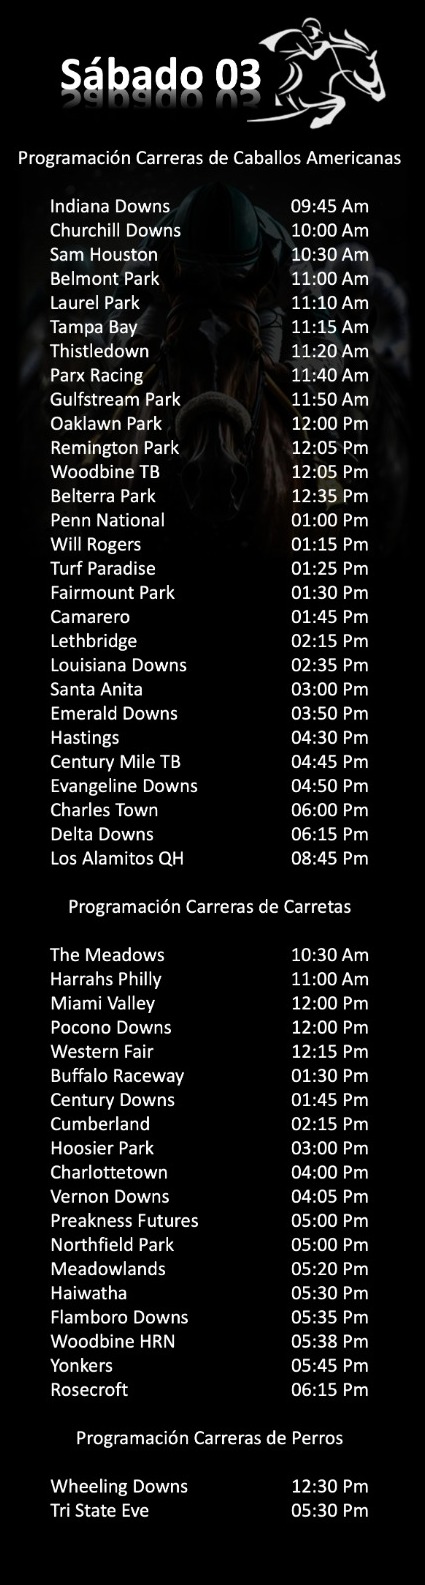 Sábado 03
Programación Carreras de Caballos Americanas
Indiana Downs 09:45 Am
Churchill Downs 10:00 Am
Sam Houston 10:30 Am
Belmont Park 11:00 Am
Laurel Park 11:10 Am
Tampa Bay 11:15 Am
Thistledown 11:20 Am
Parx Racing 11:40 Am
Gulfstream Park 11:50 Am
Oaklawn Park 12:00 Pm
Remington Park 12:05 Pm
Woodbine TB 12:05 Pm
Belterra Park 12:35 Pm
Penn National 01:00 Pm
Will Rogers 01:15 Pm
Turf Paradise 01:25 Pm
Fairmount Park 01:30 Pm
Camarero 01:45 Pm
Lethbridge 02:15 Pm
Louisiana Downs 02:35 Pm
Santa Anita 03:00 Pm
Emerald Downs 03:50 Pm
Hastings 04:30 Pm
Century Mile TB 04:45 Pm
Evangeline Downs 04:50 Pm
Charles Town 06:00 Pm
Delta Downs 06:15 Pm
Los Alamitos QH 08:45 Pm
Programación Carreras de Carretas
The Meadows 10:30 Am
Harrahs Philly 11:00 Am
Miami Valley 12:00 Pm
Pocono Downs 12:00 Pm
Western Fair 12:15 Pm
Buffalo Raceway 01:30 Pm
Century Downs 01:45 Pm
Cumberland 02:15 Pm
Hoosier Park 03:00 Pm
Charlottetown 04:00 Pm
Vernon Downs 04:05 Pm
Preakness Futures 05:00 Pm
Northfield Park 05:00 Pm
Meadowlands 05:20 Pm
Haiwatha 05:30 Pm
Flamboro Downs 05:35 Pm
Woodbine HRN 05:38 Pm
Yonkers 05:45 Pm
Rosecroft 06:15 Pm
Programación Carreras de Perros
Wheeling Downs 12:30 Pm
Tri State Eve 05:30 Pm